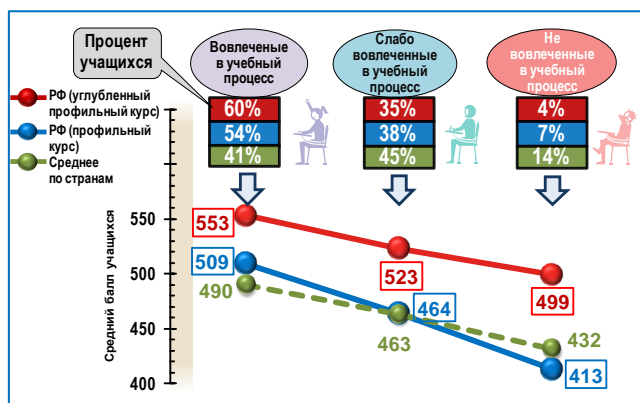 Процент
учащихся
Вовлеченые
в учебный
процесс
Слабо
вовлеченные
в учебный
процесс
Не
вовлеченные
в учебный
процесс
РФ (углубленный
профильный курс)
РФ (профильный
курс)
Среднее
по странам
60%
35%
4%
54%
38%
7%
41%
45%
14%
Средний балл учащихся
550
500
450
400
553
523
499
509
464
413
490
463
432